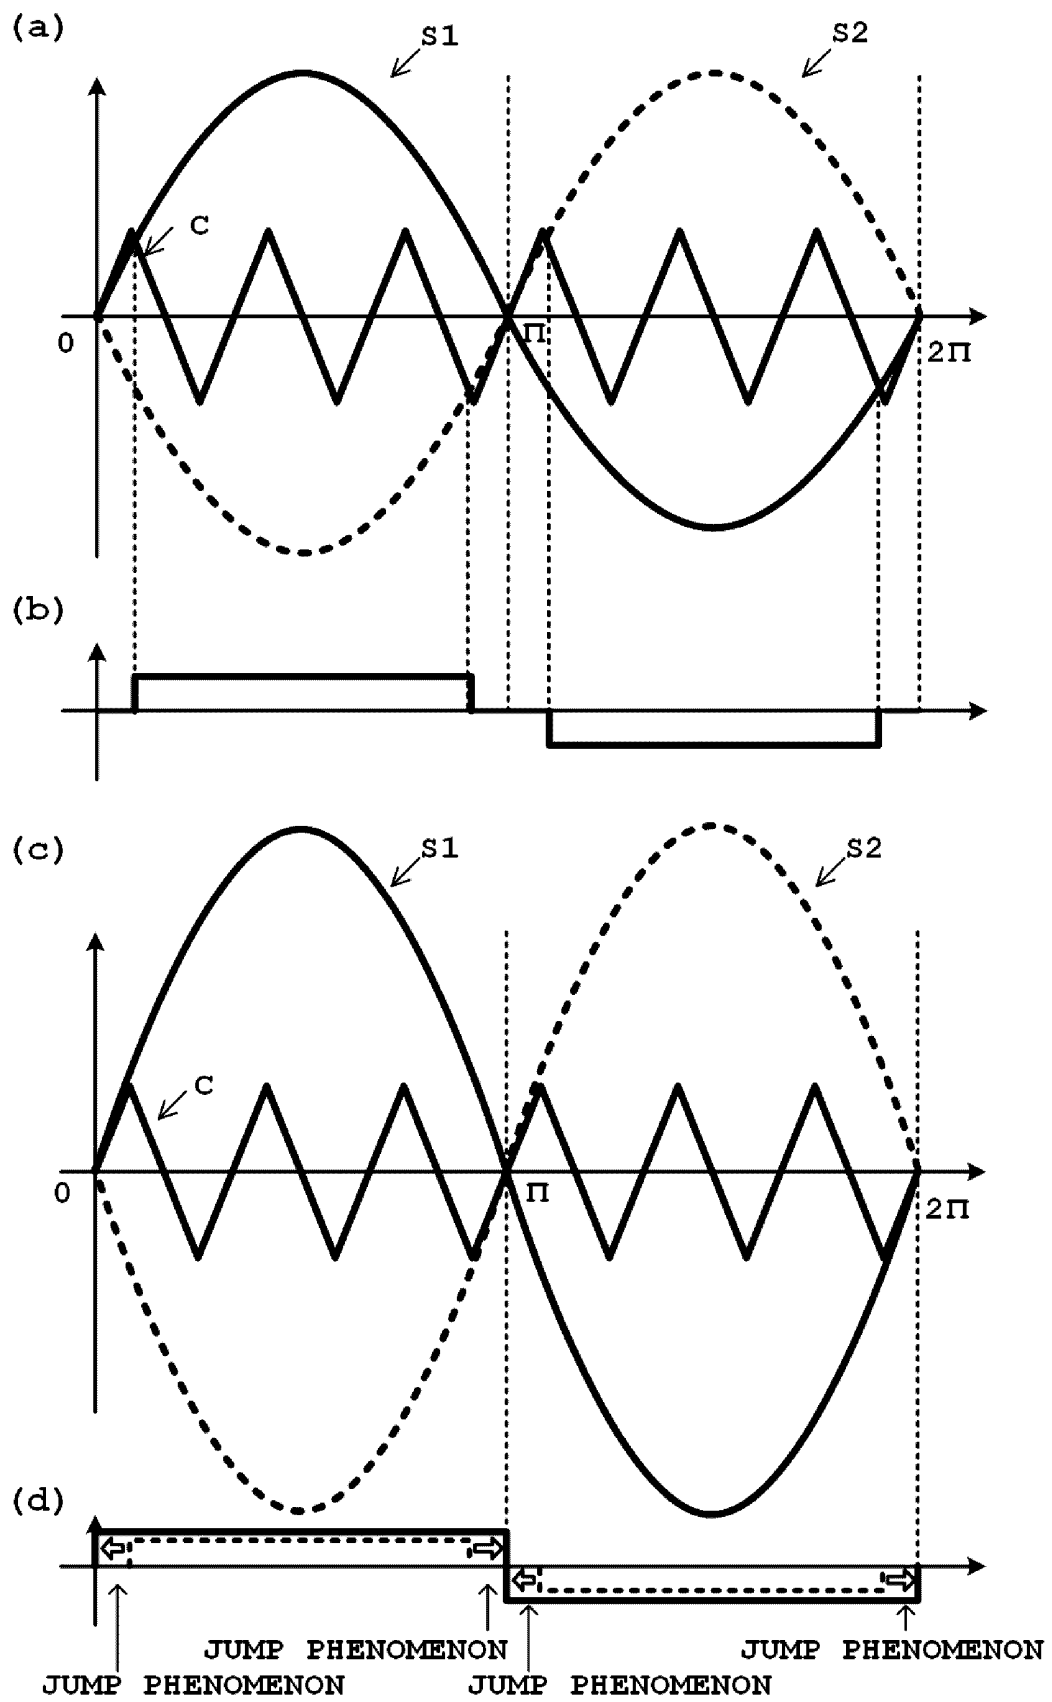 (a)
S1
S2
C
0
Π
2Π
(b)
(c)
S1
S2
C
0
Π
2Π
(d)
JUMP PHENOMENON
JUMP PHENOMENON
JUMP PHENOMENON
JUMP PHENOMENON